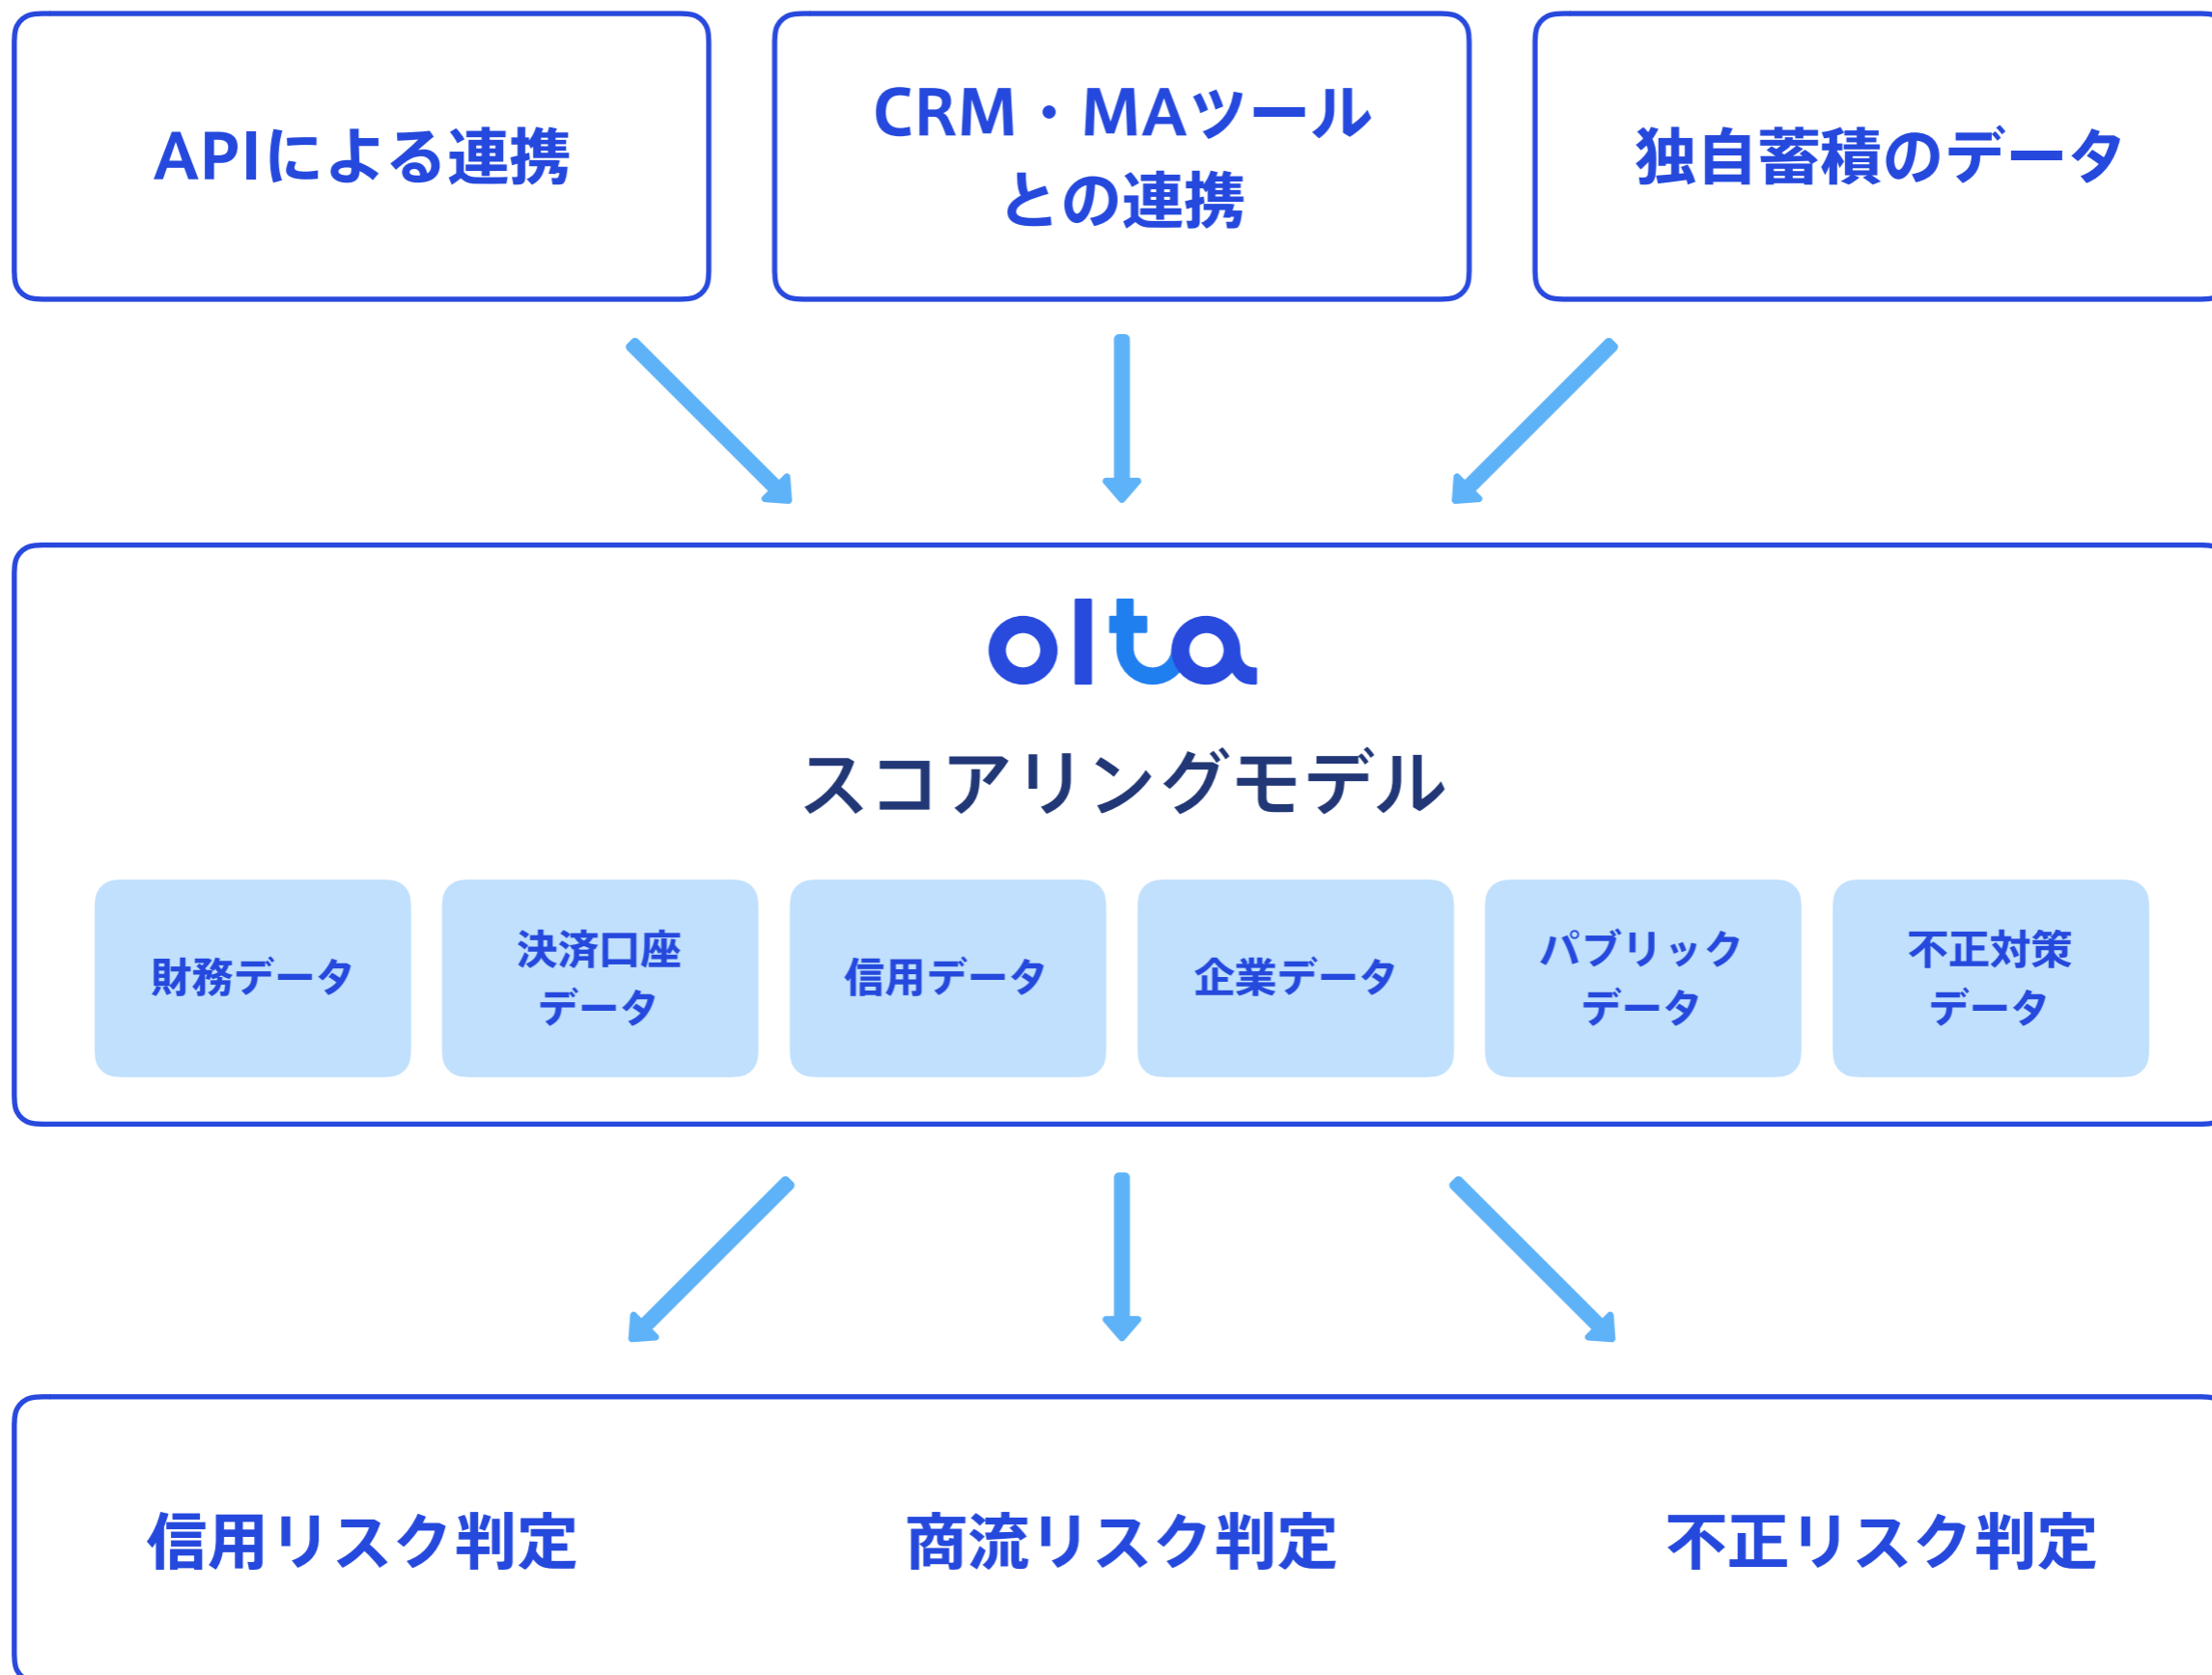 APIによる連携
CRM・MAツール
との連携
独自蓄積のデータ
olta
スコアリングモデル
財務データ
決済口座
データ
信用データ
企業データ
パブリック
データ
不正対策
データ
信用リスク判定
商流リスク判定
不正リスク判定